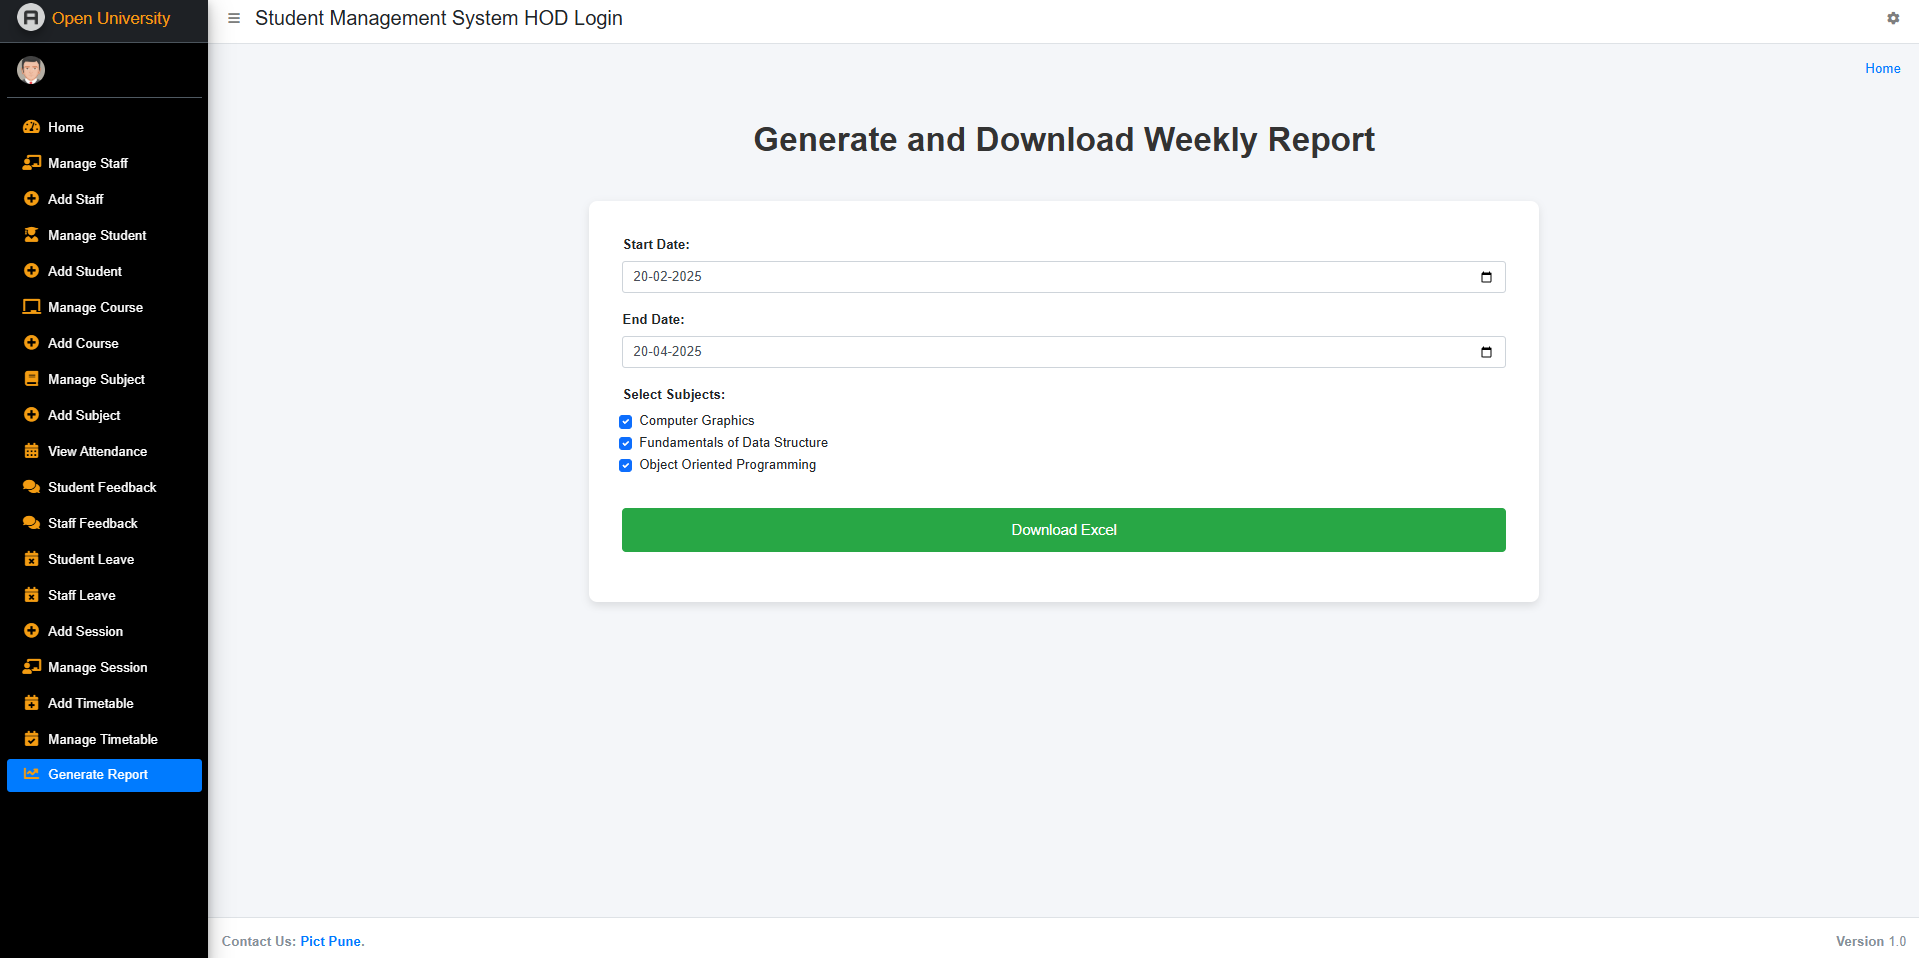 Open University
Student Management System HOD Login
Home
Home
Manage Staff
Add Staff
Manage Student
Add Student
Manage Course
Add Course
Manage Subject
Add Subject
View Attendance
Student Feedback
Staff Feedback
Student Leave
Staff Leave
Add Session
Manage Session
Add Timetable
Manage Timetable
Generate Report
Generate and Download Weekly Report
Start Date:
20-02-2025
End Date:
20-04-2025
Select Subjects:
Computer Graphics
Fundamentals of Data Structure
Object Oriented Programming
Download Excel
Contact Us: Pict Pune.
Version 1.0